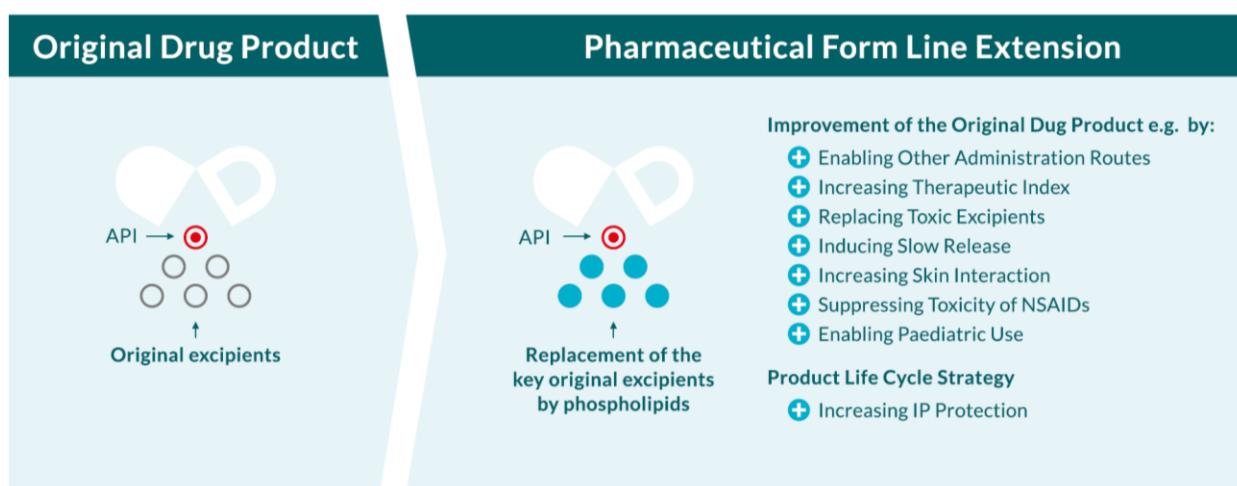 Original Drug Product
Pharmaceutical Form Line Extension
API
Original excipients
API
Replacement of the
key original excipients
by phospholipids
Improvement of the Original Dug Product e.g. by:
Enabling Other Administration Routes
Increasing Therapeutic Index
Replacing Toxic Excipients
Inducing Slow Release
Increasing Skin Interaction
Suppressing Toxicity of NSAIDs
Enabling Paediatric Use
Product Life Cycle Strategy
Increasing IP Protection